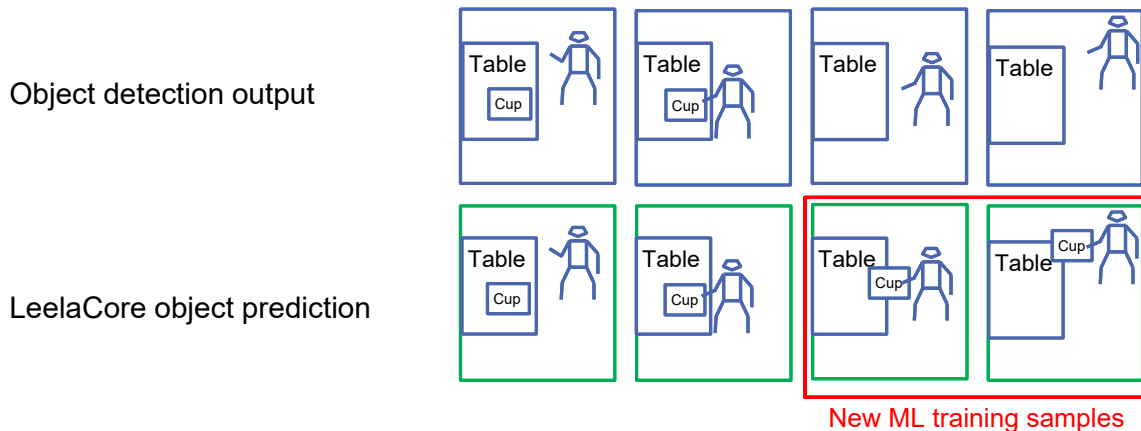 Object detection output
Table
Cup
Table
Cup
Table
Table
LeelaCore object prediction
Table
Cup
Table
Cup
Table
Cup
Table
Cup
New ML training samples